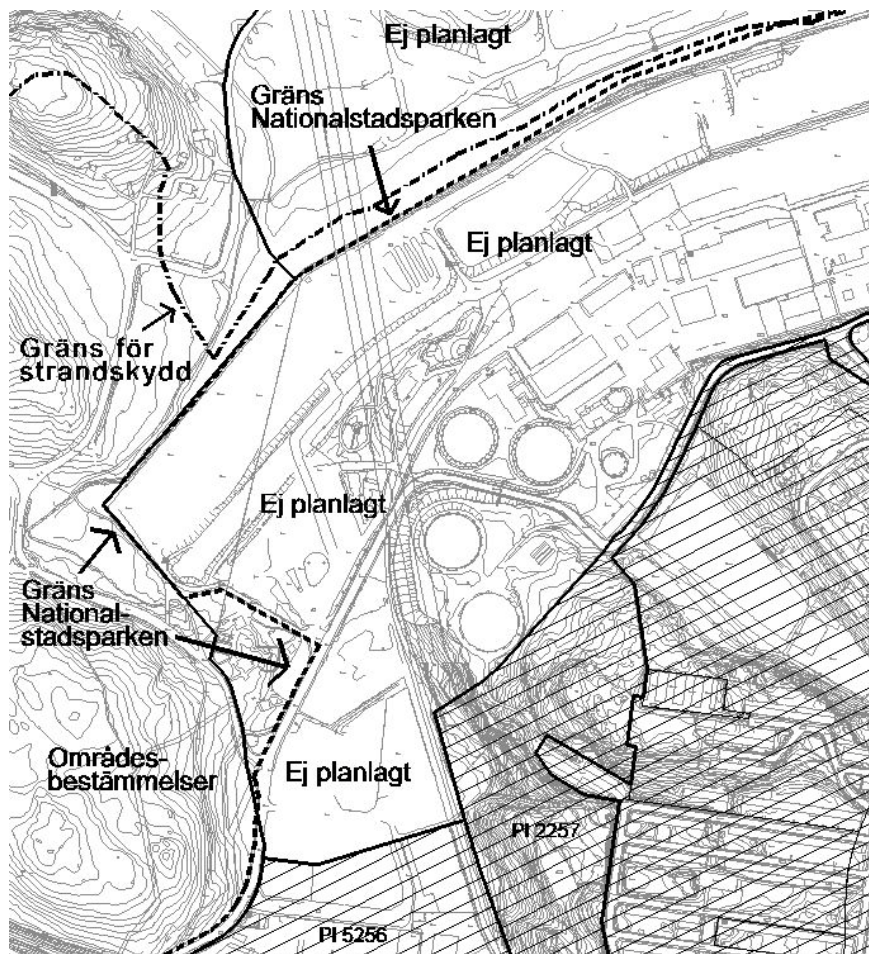 Ej planlagt
Gräns
Nationalstadsparken
Ej planlagt
Gräns för
strandskydd
Ej planlagt
Gräns
National-
stadsparken
Områdes-
bestämmelser
Ej planlagt
Pl 2257
Pl 5256